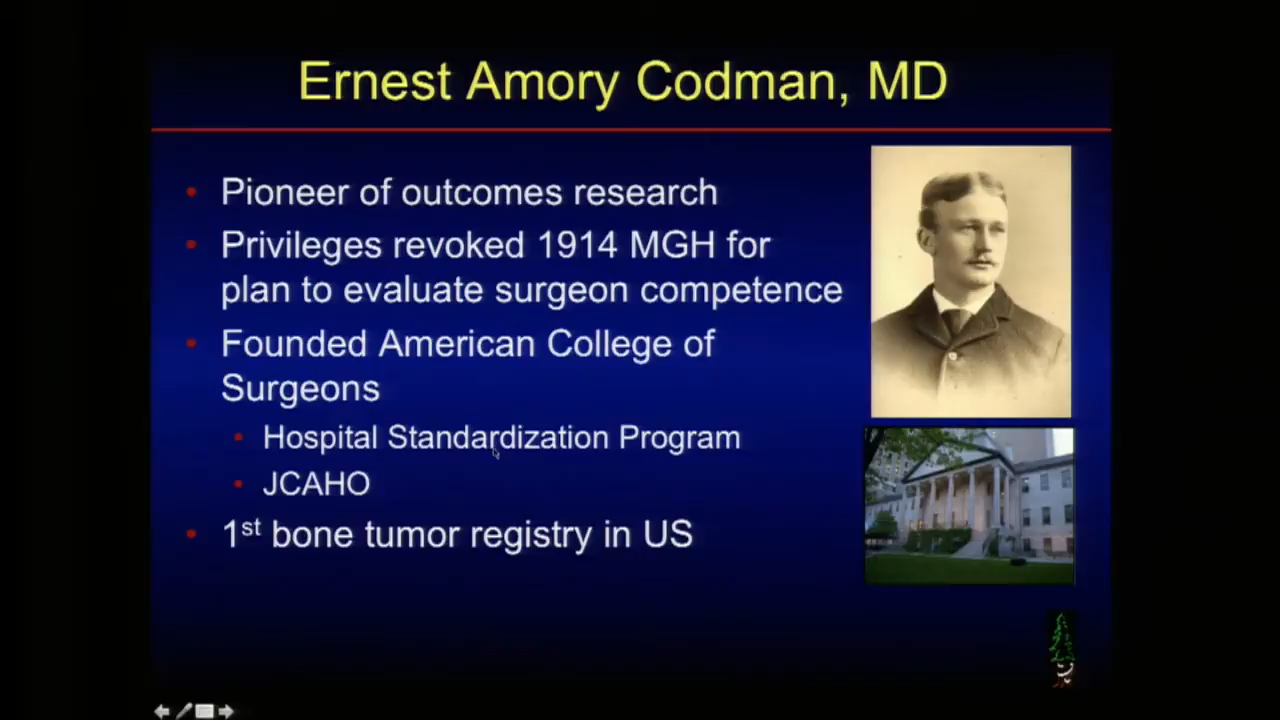 Ernest Amory Codman, MD
Pioneer of outcomes research
Privileges revoked 1914 MGH for
plan to evaluate surgeon competence
Founded American College of
Surgeons
Hospital Standardization Program
JCAHO
1st bone tumor registry in US